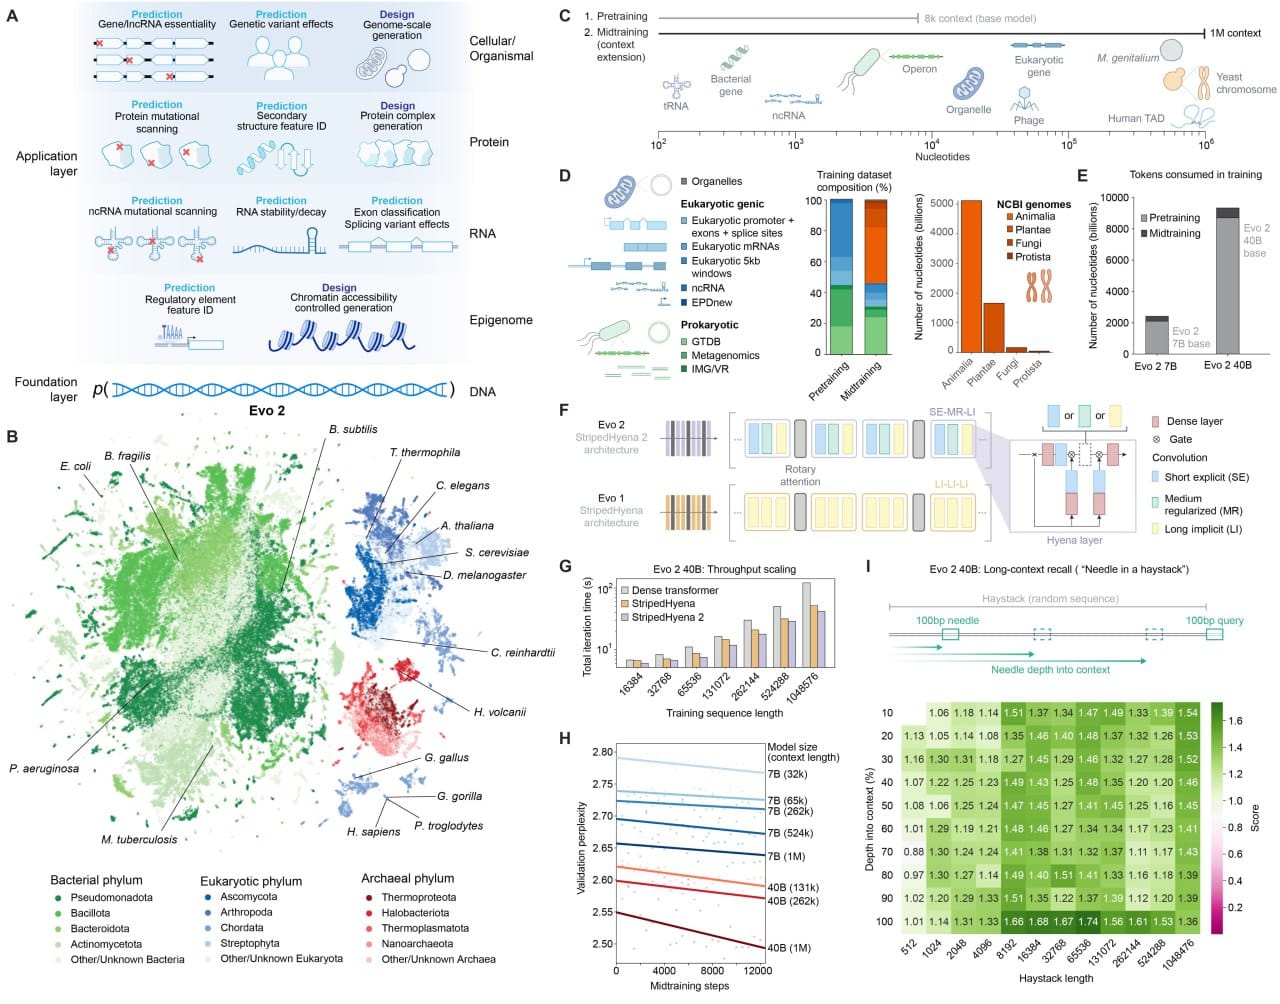 A
Prediction
Gene/lncRNA essentiality
Prediction
Genetic variant effects
Design
Genome-scale
generation
Cellular/
Organismal
Prediction
Protein mutational
scanning
Prediction
Secondary
structure feature ID
Design
Protein complex
generation
Protein
Application
layer
Prediction
ncRNA mutational scanning
Prediction
RNA stability/decay
Prediction
Exon classification
Splicing variant effects
RNA
Prediction
Regulatory element
feature ID
Design
Chromatin accessibility
controlled generation
Epigenome
Foundation
layer
p( )
DNA
Evo 2
B
E. coli
B. fragilis
B. subtilis
T. thermophila
C. elegans
A. thaliana
S. cerevisiae
D. melanogaster
C. reinhardtii
H. volcanii
G. gallus
G. gorilla
P. troglodytes
H. sapiens
P. aeruginosa
M. tuberculosis
Bacterial phylum
Pseudomonadota
Bacillota
Bacteroidota
Actinomycetota
Other/Unknown Bacteria
Eukaryotic phylum
Ascomycota
Arthropoda
Chordata
Streptophyta
Other/Unknown Eukaryota
Archaeal phylum
Thermoproteota
Halobacteriota
Thermoplasmatota
Nanoarchaeota
Other/Unknown Archaea
C
1. Pretraining
8k context (base model)
2. Midtraining
(context
extension)
1M context
tRNA
Bacterial
gene
ncRNA
Operon
Organelle
Eukaryotic
gene
Phage
M. genitalium
Yeast
chromosome
Human TAD
10² 10³ 10⁴ 10⁵ 10⁶
Nucleotides
D
Organelles
Eukaryotic genic
Eukaryotic promoter +
exons + splice sites
Eukaryotic mRNAs
Eukaryotic 5kb
windows
ncRNA
EPDnew
Prokaryotic
GTDB
Metagenomics
IMG/VR
Training dataset
composition (%)
100
80
60
40
20
0
Pretraining
Midtraining
Number of nucleotides (billions)
5000
4000
3000
2000
1000
0
NCBI genomes
Animalia
Plantae
Fungi
Protista
Animalia
Plantae
Fungi
Protista
E
Tokens consumed in training
Number of nucleotides (billions)
10000
8000
6000
4000
2000
0
Pretraining
Midtraining
Evo 2
40B
base
Evo 2
7B base
Evo 2 7B
Evo 2 40B
F
Evo 2
StripedHyena 2
architecture
... ...
SE-MR-LI
Rotary
attention
Evo 1
StripedHyena
architecture
... ...
LI-LI-LI
or or
Hyena layer
Dense layer
Gate
Convolution
Short explicit (SE)
Medium
regularized (MR)
Long implicit (LI)
G
Evo 2 40B: Throughput scaling
Total iteration time (s)
10²
10¹
Dense transformer
StripedHyena
StripedHyena 2
16384 32768 65536 131072 262144 524288 1048576
Training sequence length
H
Validation perplexity
2.80
2.75
2.70
2.65
2.60
2.55
2.50
Model size
(context length)
7B (32k)
7B (65k)
7B (262k)
7B (524k)
7B (1M)
40B (131k)
40B (262k)
40B (1M)
0 4000 8000 12000
Midtraining steps
I
Evo 2 40B: Long-context recall ( “Needle in a haystack”)
Haystack (random sequence)
100bp needle
100bp query
Needle depth into context
Depth into context (%)
10 1.06 1.18 1.14 1.51 1.37 1.34 1.47 1.49 1.33 1.39 1.54
20 1.13 1.05 1.14 1.08 1.35 1.46 1.40 1.48 1.37 1.32 1.26 1.53
30 1.16 1.30 1.31 1.18 1.27 1.45 1.29 1.46 1.32 1.27 1.28 1.52
40 1.07 1.22 1.25 1.23 1.49 1.43 1.25 1.48 1.35 1.14 1.20 1.46
50 1.08 1.06 1.25 1.24 1.47 1.45 1.27 1.41 1.45 1.25 1.16 1.45
60 1.01 1.29 1.19 1.21 1.48 1.46 1.27 1.34 1.34 1.17 1.23 1.41
70 0.88 1.30 1.24 1.24 1.41 1.38 1.31 1.32 1.37 1.11 1.17 1.43
80 0.97 1.30 1.27 1.14 1.49 1.40 1.51 1.41 1.33 1.16 1.18 1.39
90 1.02 1.20 1.29 1.23 1.51 1.35 1.22 1.37 1.39 1.12 1.20 1.39
100 1.01 1.14 1.31 1.33 1.66 1.68 1.67 1.74 1.56 1.61 1.53 1.36
512 1024 2048 4096 8192 16384 32768 65536 131072 262144 524288 1048476
Haystack length
1.6
1.4
1.2
1.0
0.8
0.6
0.4
0.2
Score